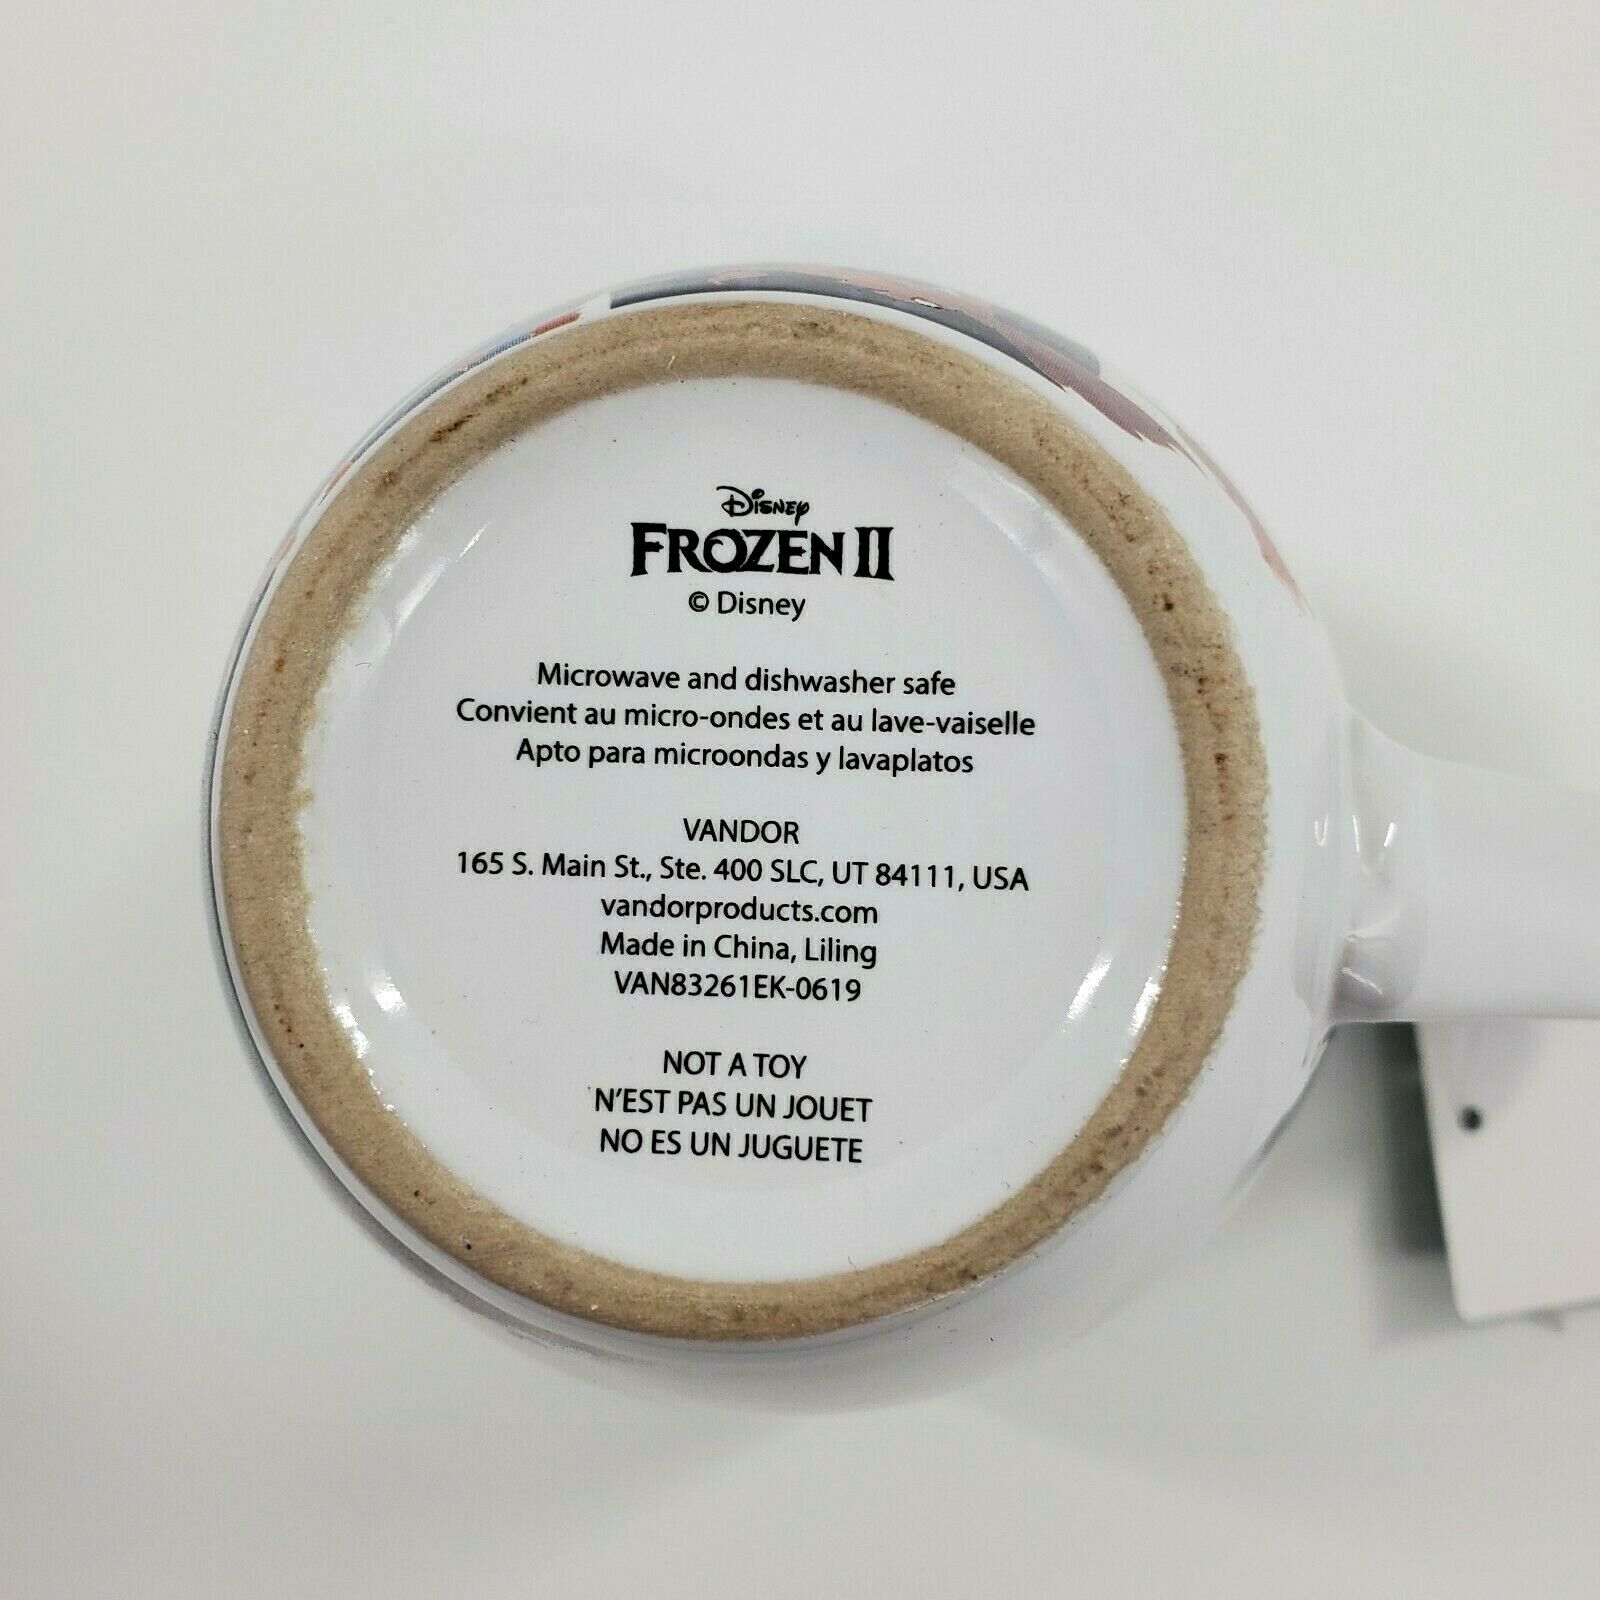 Disney
FROZEN II
© Disney
Microwave and dishwasher safe
Convient au micro-ondes et au lave-vaiselle
Apto para microondas y lavaplatos
VANDOR
165 S. Main St., Ste. 400 SLC, UT 84111, USA
vandorproducts.com
Made in China, Liling
VAN83261EK-0619
NOT A TOY
N'EST PAS UN JOUET
NO ES UN JUGUETE